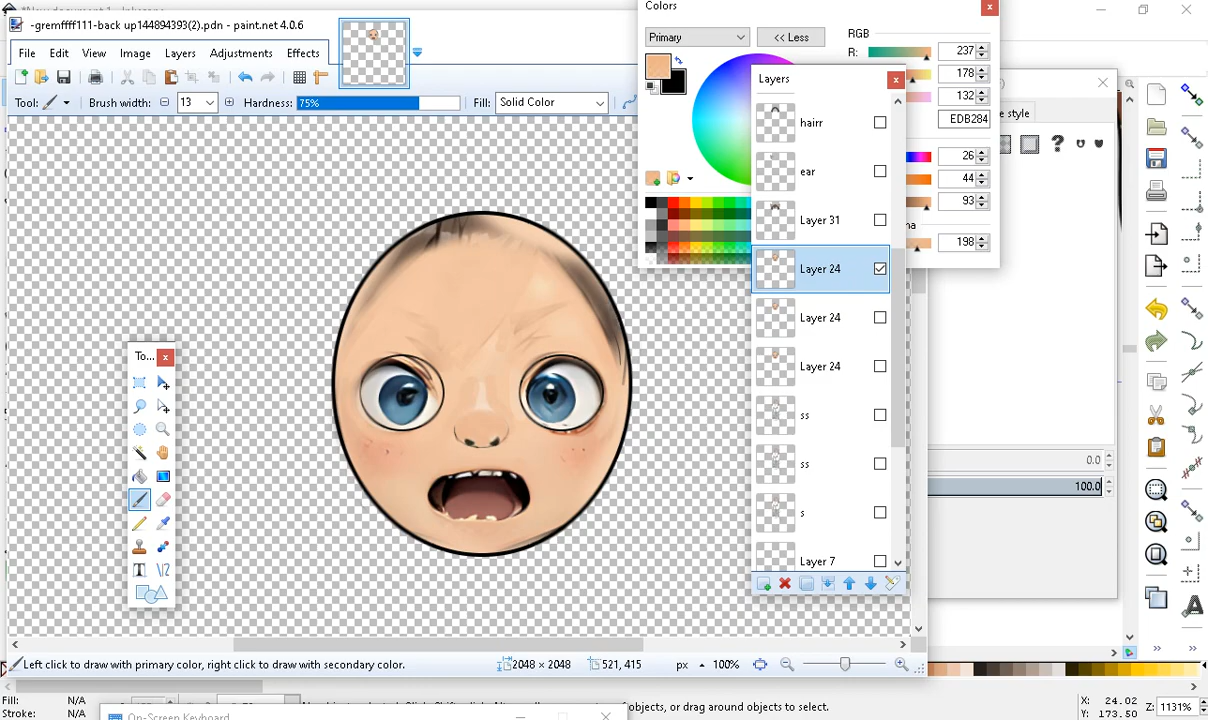 -gremffff111-back up144894393(2).pdn - paint.net 4.0.6
File Edit View Image Layers Adjustments Effects
Tool: Brush width: 13 Hardness: 75% Fill: Solid Color
Colors
Primary
<< Less
RGB
R: 237
178
132
EDB284
26
44
93
198
Layers
hairr
ear
Layer 31
Layer 24
Layer 24
Layer 24
ss
ss
s
Layer 7
To...
e style
0.0
100.0
Left click to draw with primary color, right click to draw with secondary color.
2048 × 2048
521, 415
px
100%
Fill: N/A
Stroke: N/A
On-Screen Keyboard
objects, or drag around objects to select.
X: 24.02
Y: 173.50
Z: 1131%